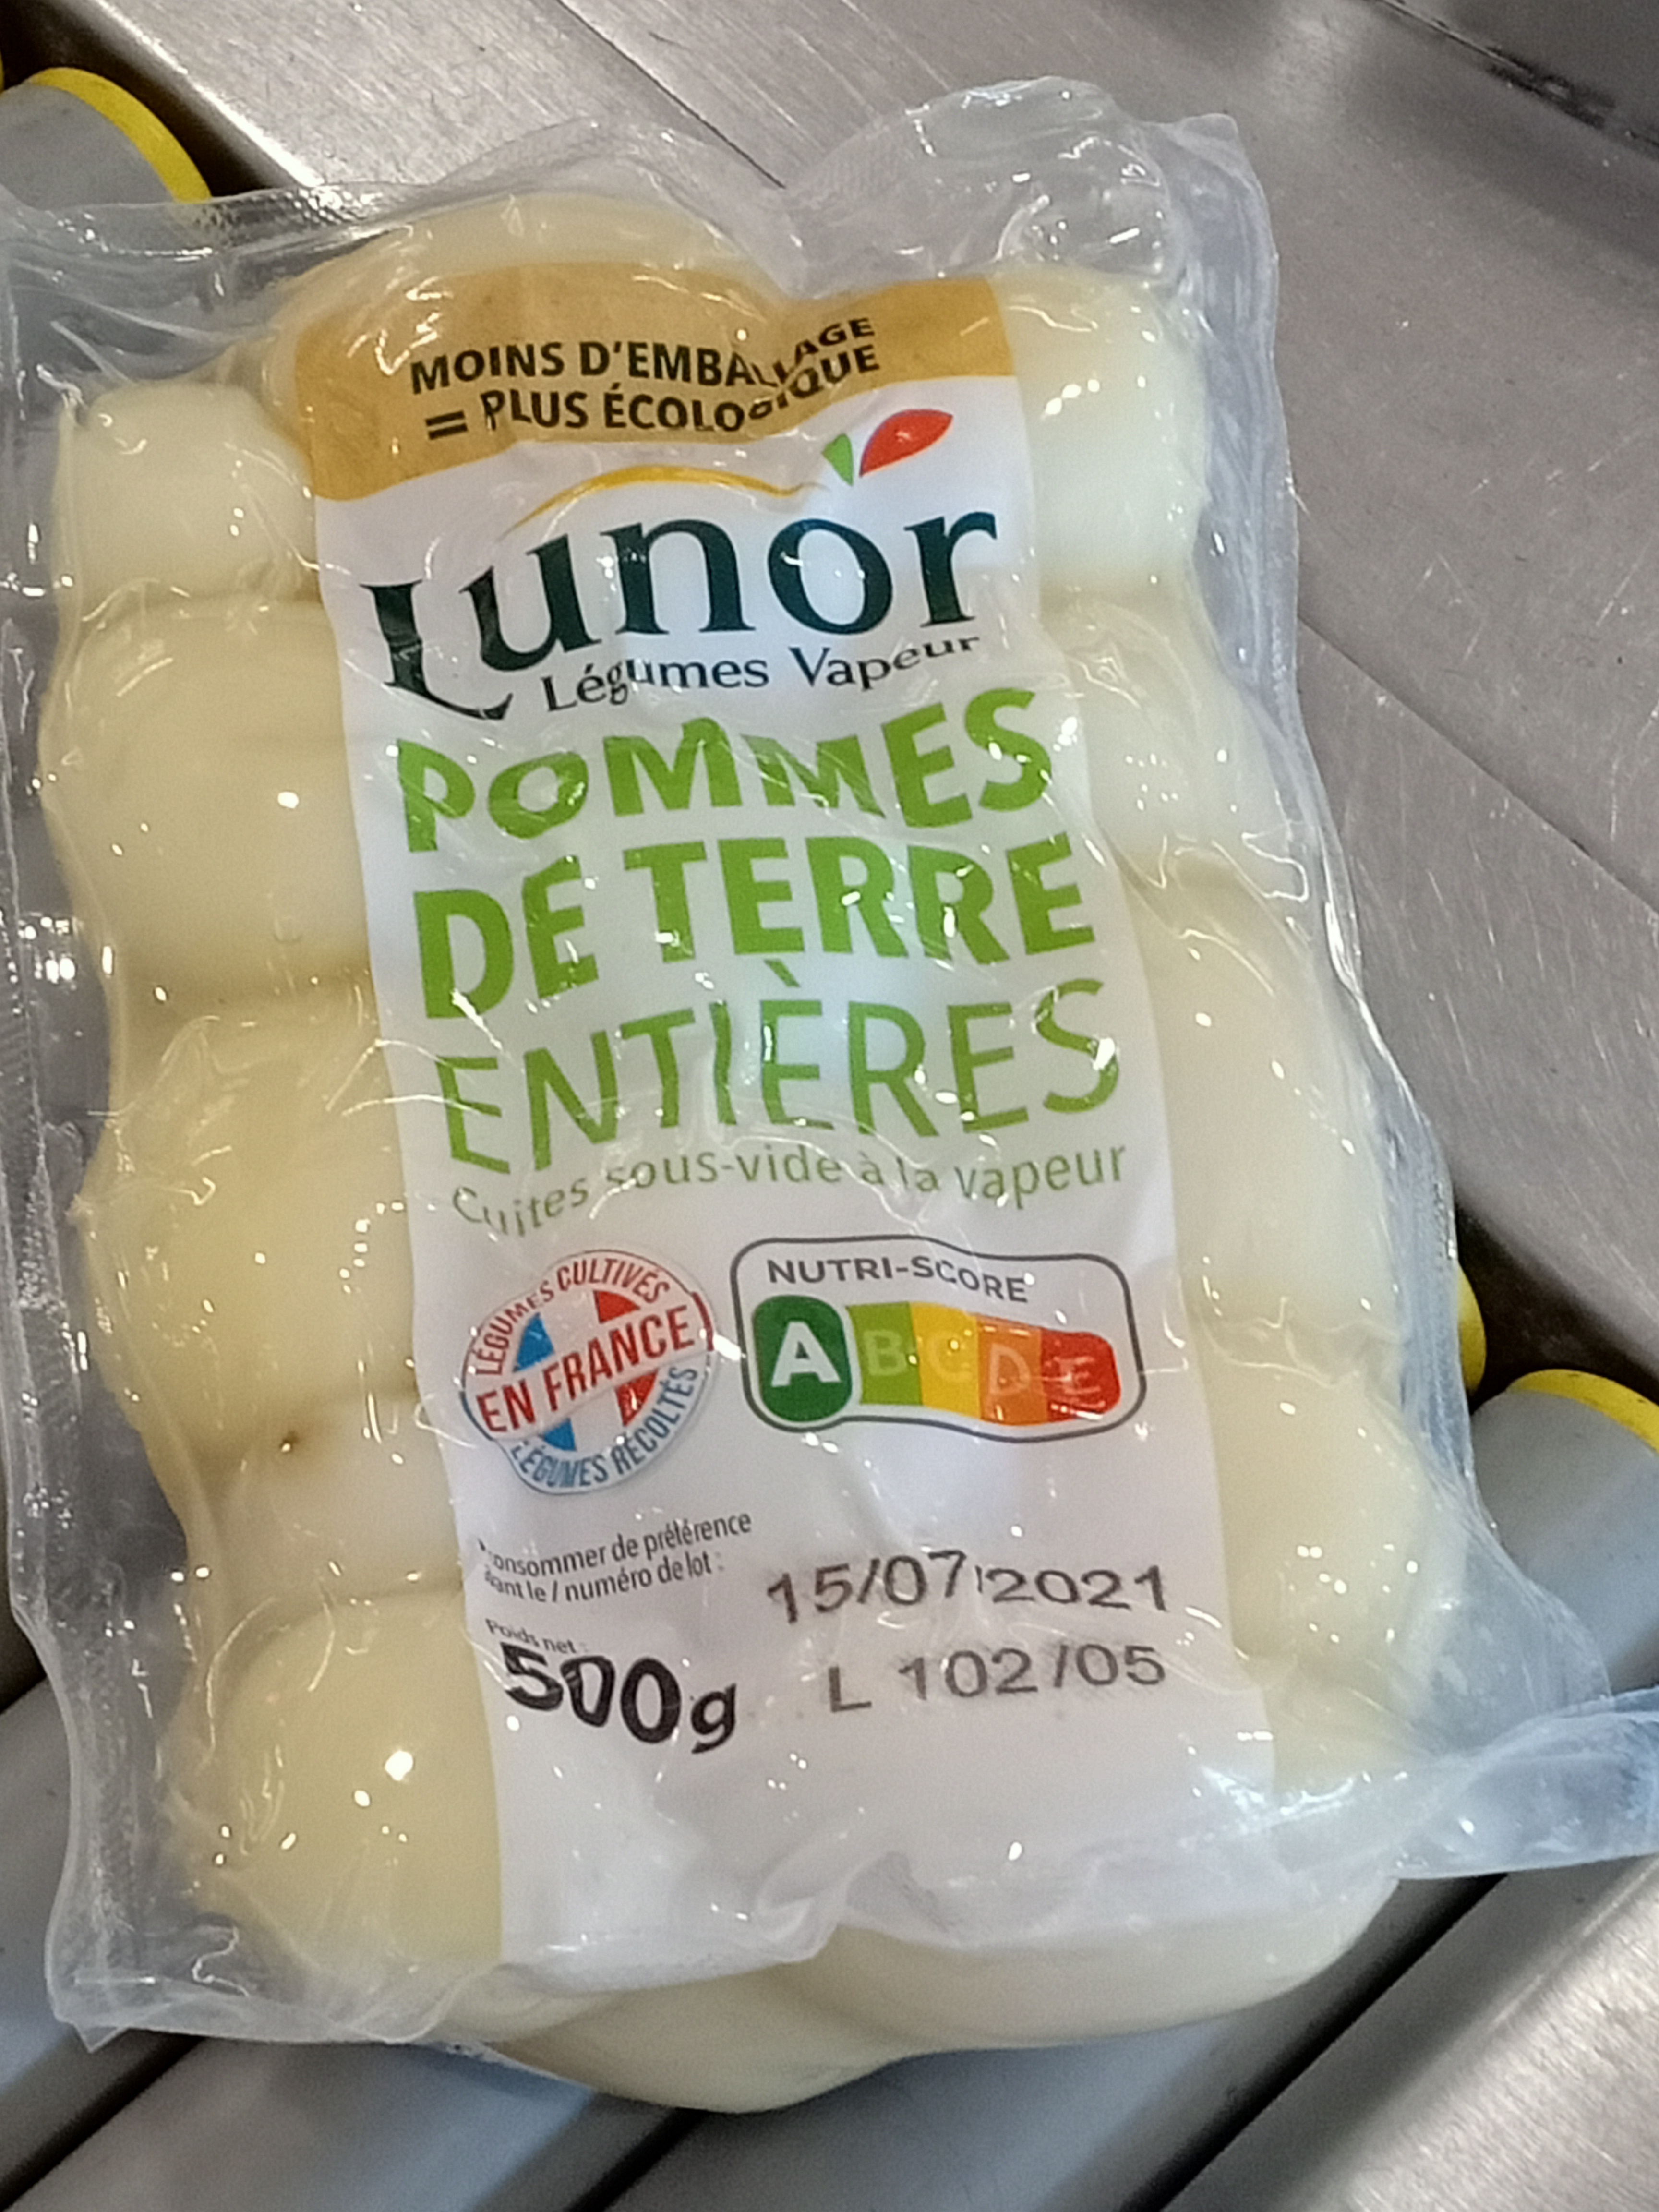 MOINS D'EMBALLAGE
= PLUS ÉCOLOGIQUE
Lunor
Légumes Vapeur
POMMES
DE TERRE
ENTIÈRES
Cuites sous-vide à la vapeur
LÉGUMES CULTIVÉS
EN FRANCE
LÉGUMES RÉCOLTÉS
NUTRI-SCORE
A B C D E
consommer de préférence
avant le / numéro de lot :
15/07/2021
Poids net :
500g
L 102/05